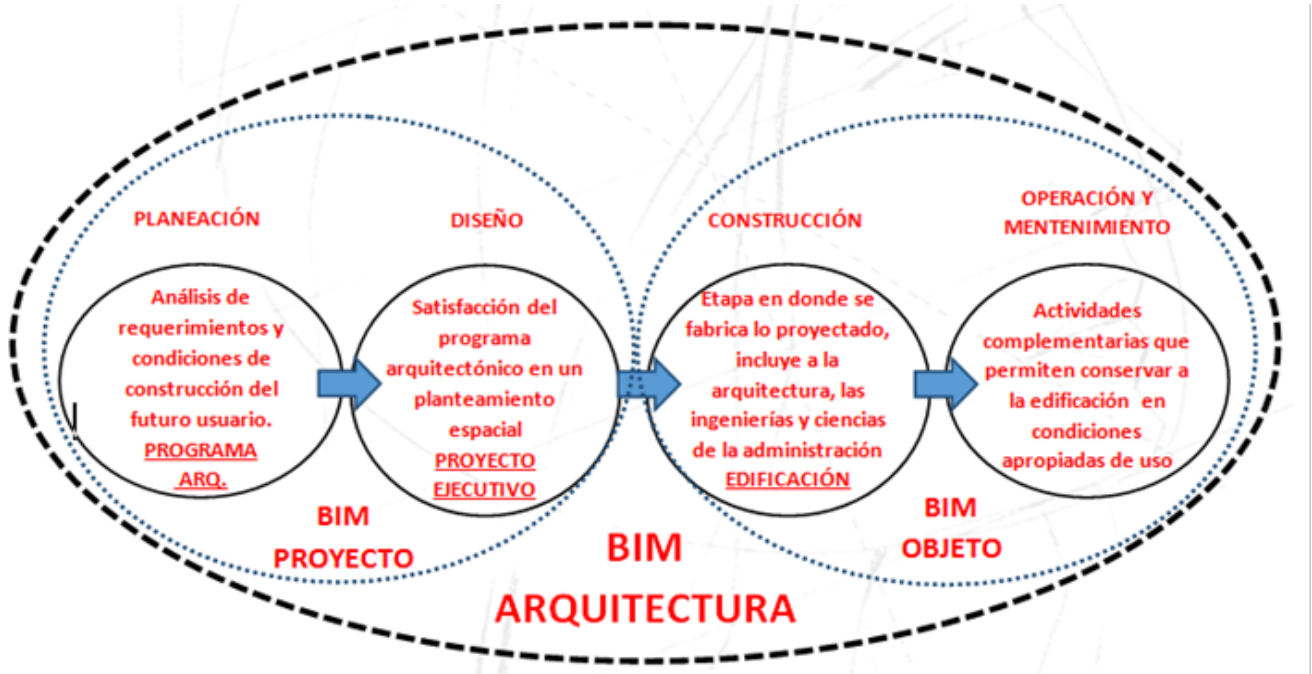 PLANEACIÓN
Análisis de
requerimientos y
condiciones de
construcción del
futuro usuario.
PROGRAMA
ARQ.
DISEÑO
Satisfacción del
programa
arquitectónico en un
planteamiento
espacial
PROYECTO
EJECUTIVO
BIM
PROYECTO
CONSTRUCCIÓN
Etapa en donde se
fabrica lo proyectado,
incluye a la
arquitectura, las
ingenierías y ciencias
de la administración
EDIFICACIÓN
OPERACIÓN Y
MENTENIMIENTO
Actividades
complementarias que
permiten conservar a
la edificación en
condiciones
apropiadas de uso
BIM
OBJETO
BIM
ARQUITECTURA